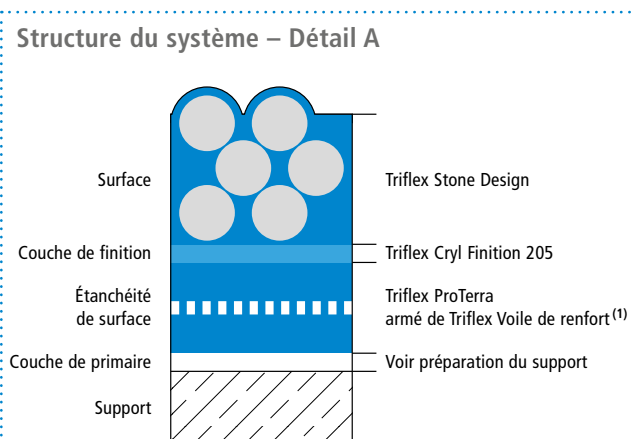 Structure du système – Détail A
Surface
Triflex Stone Design
Couche de finition
Triflex Cryl Finition 205
Étanchéité
de surface
Triflex ProTerra
armé de Triflex Voile de renfort (1)
Couche de primaire
Voir préparation du support
Support